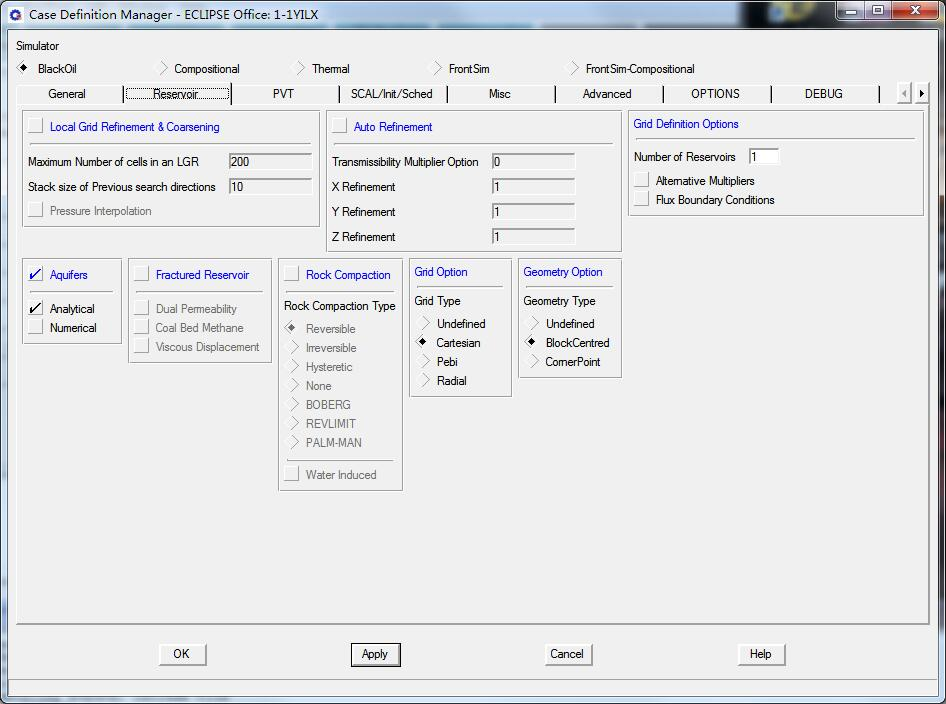 Case Definition Manager - ECLIPSE Office: 1-1YILX
Simulator
BlackOil Compositional Thermal FrontSim FrontSim-Compositional
General Reservoir PVT SCAL/Init/Sched Misc Advanced OPTIONS DEBUG
Local Grid Refinement & Coarsening
Maximum Number of cells in an LGR 200
Stack size of Previous search directions 10
Pressure Interpolation
Auto Refinement
Transmissibility Multiplier Option 0
X Refinement 1
Y Refinement 1
Z Refinement 1
Grid Definition Options
Number of Reservoirs 1
Alternative Multipliers
Flux Boundary Conditions
Aquifers
Analytical
Numerical
Fractured Reservoir
Dual Permeability
Coal Bed Methane
Viscous Displacement
Rock Compaction
Rock Compaction Type
Reversible
Irreversible
Hysteretic
None
BOBERG
REVLIMIT
PALM-MAN
Water Induced
Grid Option
Grid Type
Undefined
Cartesian
Pebi
Radial
Geometry Option
Geometry Type
Undefined
BlockCentred
CornerPoint
OK Apply Cancel Help